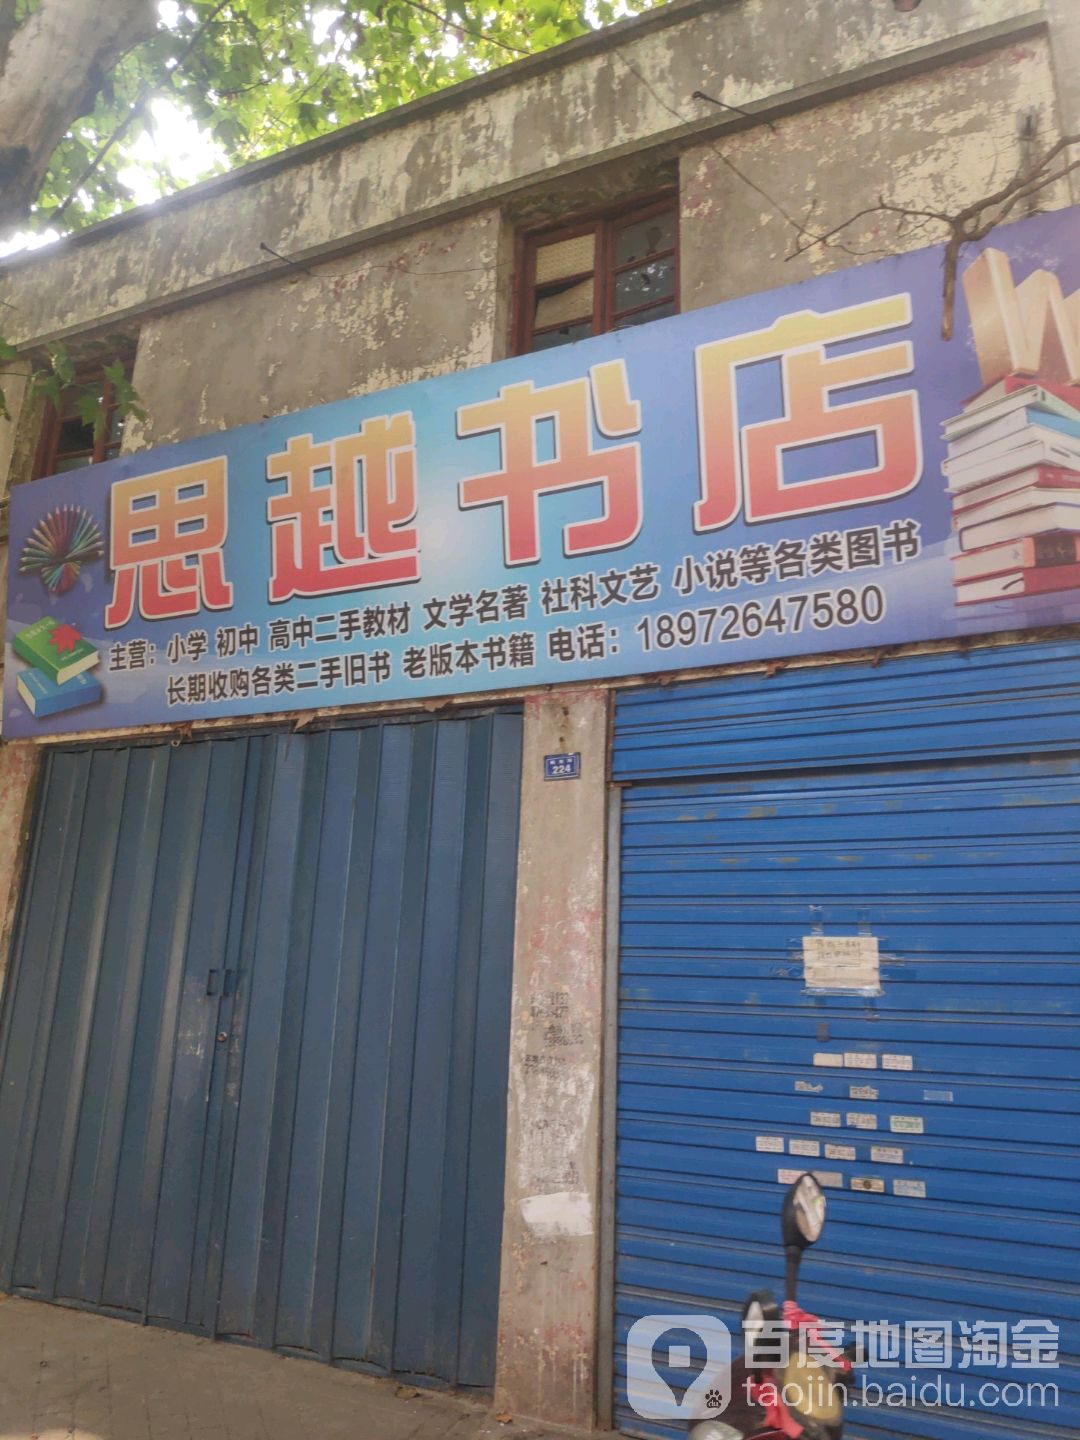 思越书店
主营：小学 初中 高中二手教材 文学名著 社科文艺 小说等各类图书
长期收购各类二手旧书 老版本书籍 电话：18972647580
224
百度地图淘金
taojin.baidu.com